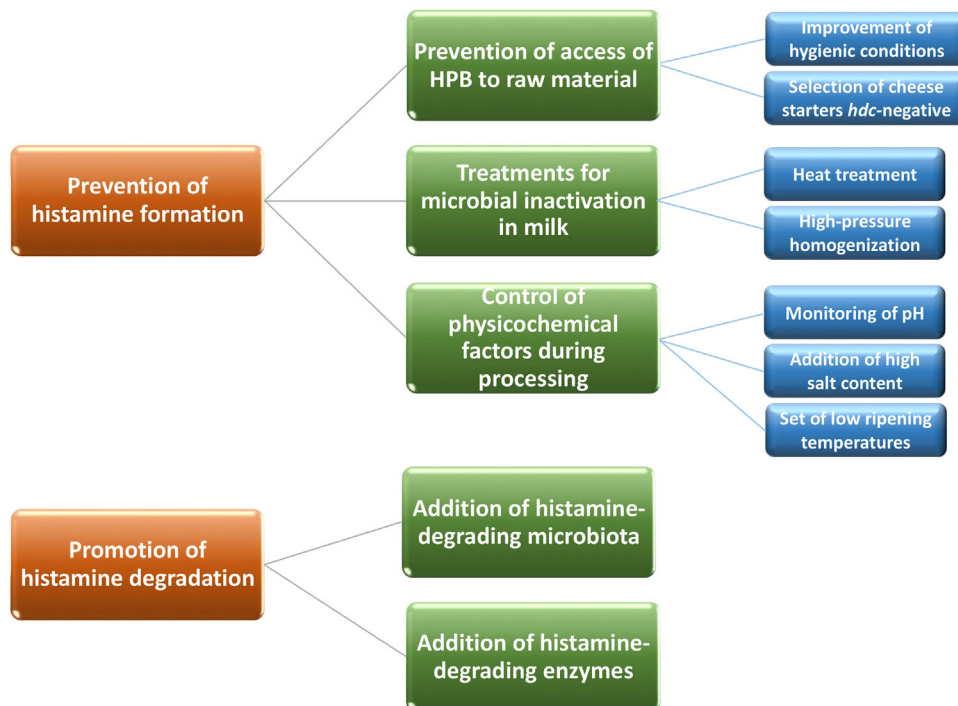 Prevention of
histamine formation
Prevention of access of
HPB to raw material
Improvement of
hygienic conditions
Selection of cheese
starters hdc-negative
Treatments for
microbial inactivation
in milk
Heat treatment
High-pressure
homogenization
Control of
physicochemical
factors during
processing
Monitoring of pH
Addition of high
salt content
Set of low ripening
temperatures
Promotion of
histamine degradation
Addition of histamine-
degrading microbiota
Addition of histamine-
degrading enzymes